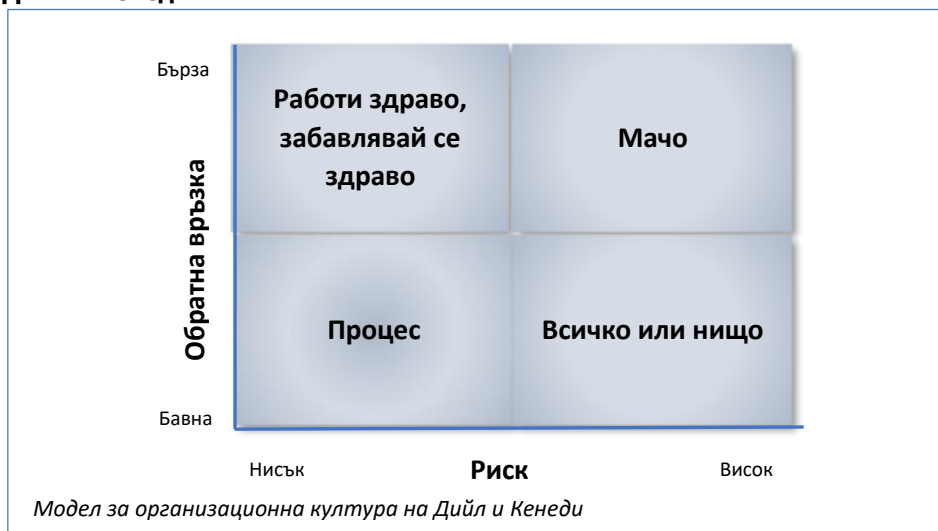 Бърза
Работи здраво,
забавлявай се
здраво
Мачо
Обратна връзка
Процес
Всичко или нищо
Бавна
Нисък
Риск
Висок
Модел за организационна култура на Дийл и Кенеди